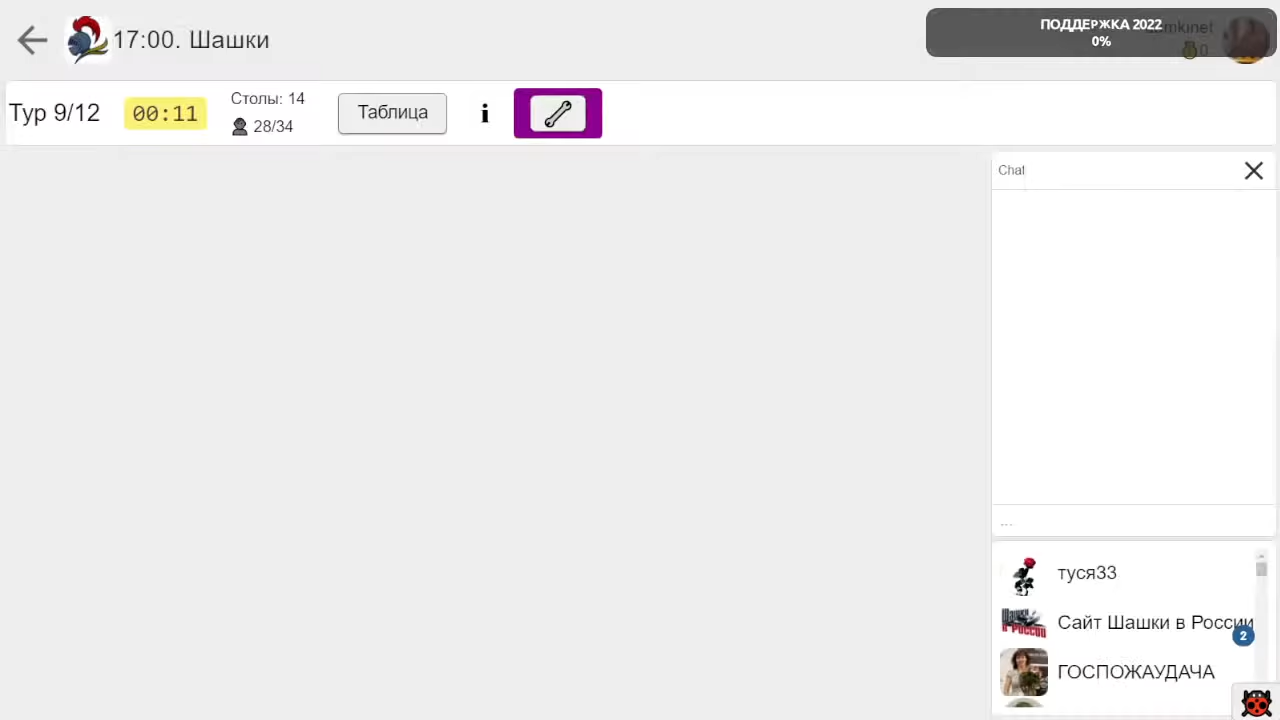 17:00. Шашки
ПОДДЕРЖКА 2022
0%
0
Тур 9/12
00:11
Столы: 14
28/34
Таблица
i
Chat
...
туся33
Сайт Шашки в России
2
ГОСПОЖАУДАЧА